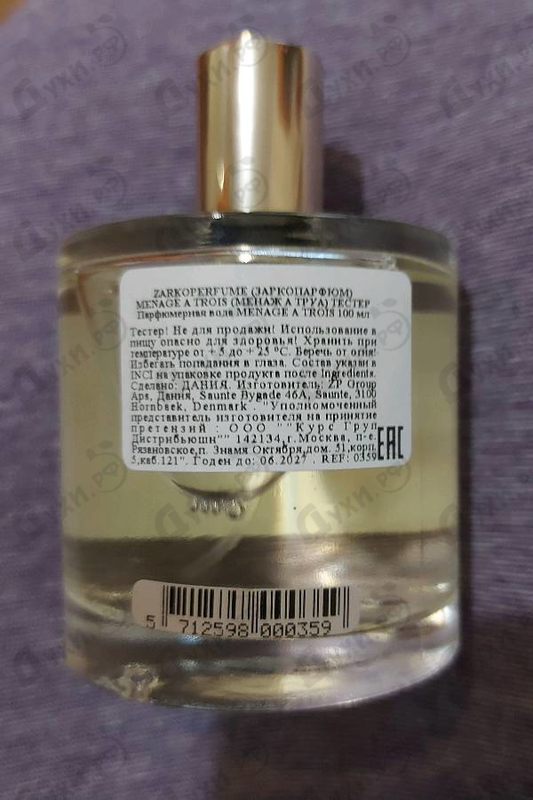 ZARKOPERFUME (ЗАРКОПАРФЮМ)
MENAGE A TROIS (МЕНАЖ А ТРУА) ТЕСТЕР
Парфюмерная вода MENAGE A TROIS 100 мл
Тестер! Не для продажи! Использование в
пищу опасно для здоровья! Хранить при
температуре от +5 до +25 °С. Беречь от огня!
Избегать попадания в глаза. Состав указан в
INCI на упаковке продукта после Ingredients.
Сделано: ДАНИЯ. Изготовитель: ZP Group
Aps, Дания, Saunte Bygade 46A, Saunte, 3100
Hornbaek, Denmark . "Уполномоченный
представитель изготовителя на принятие
претензий : ООО ""Курс Груп
Дистрибьюшн"" 142134,г.Москва, п-е.
Рязановское,п. Знамя Октября,дом. 51,корп.
5,каб.121". Годен до: 06.2027 . REF: 0359
EAC
5 712598 000359
Духи.РФ